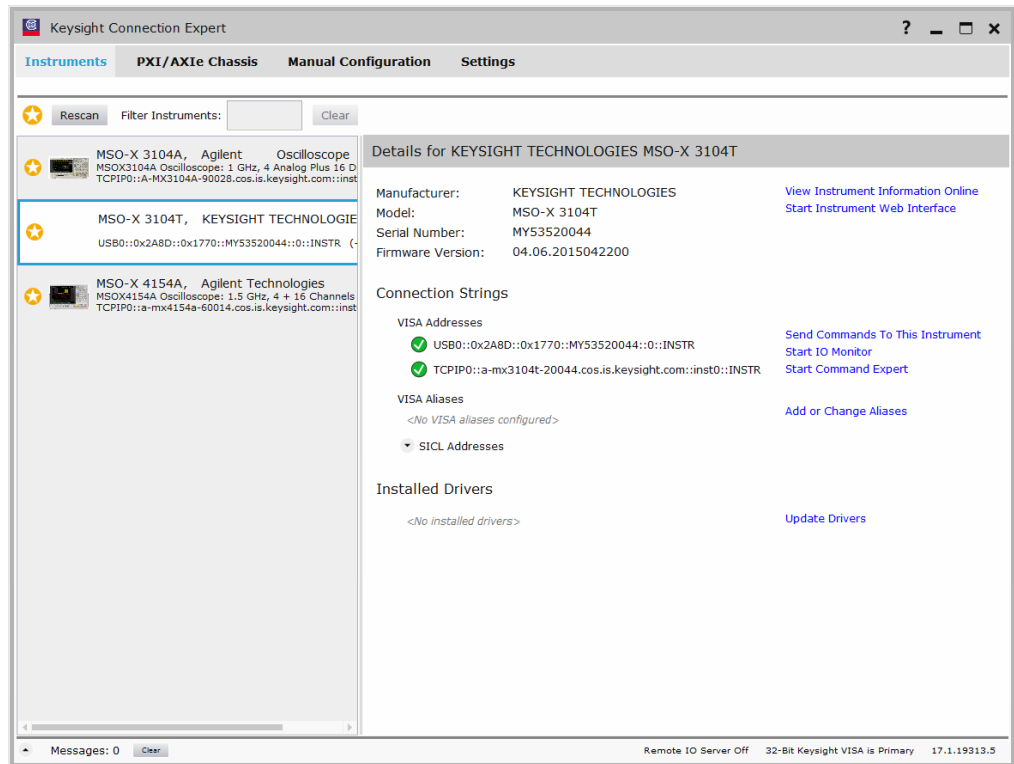 Keysight Connection Expert
?
Instruments PXI/AXIe Chassis Manual Configuration Settings
Rescan Filter Instruments: Clear
MSO-X 3104A, Agilent Oscilloscope
MSOX3104A Oscilloscope: 1 GHz, 4 Analog Plus 16 D
TCPIP0::A-MX3104A-90028.cos.is.keysight.com::inst
MSO-X 3104T, KEYSIGHT TECHNOLOGIE
USB0::0x2A8D::0x1770::MY53520044::0::INSTR (-
MSO-X 4154A, Agilent Technologies
MSOX4154A Oscilloscope: 1.5 GHz, 4 + 16 Channels
TCPIP0::a-mx4154a-60014.cos.is.keysight.com::inst
Details for KEYSIGHT TECHNOLOGIES MSO-X 3104T
Manufacturer: KEYSIGHT TECHNOLOGIES
Model: MSO-X 3104T
Serial Number: MY53520044
Firmware Version: 04.06.2015042200
View Instrument Information Online
Start Instrument Web Interface
Connection Strings
VISA Addresses
USB0::0x2A8D::0x1770::MY53520044::0::INSTR
TCPIP0::a-mx3104t-20044.cos.is.keysight.com::inst0::INSTR
Send Commands To This Instrument
Start IO Monitor
Start Command Expert
VISA Aliases
<No VISA aliases configured>
Add or Change Aliases
SICL Addresses
Installed Drivers
<No installed drivers>
Update Drivers
Messages: 0 Clear
Remote IO Server Off 32-Bit Keysight VISA is Primary 17.1.19313.5